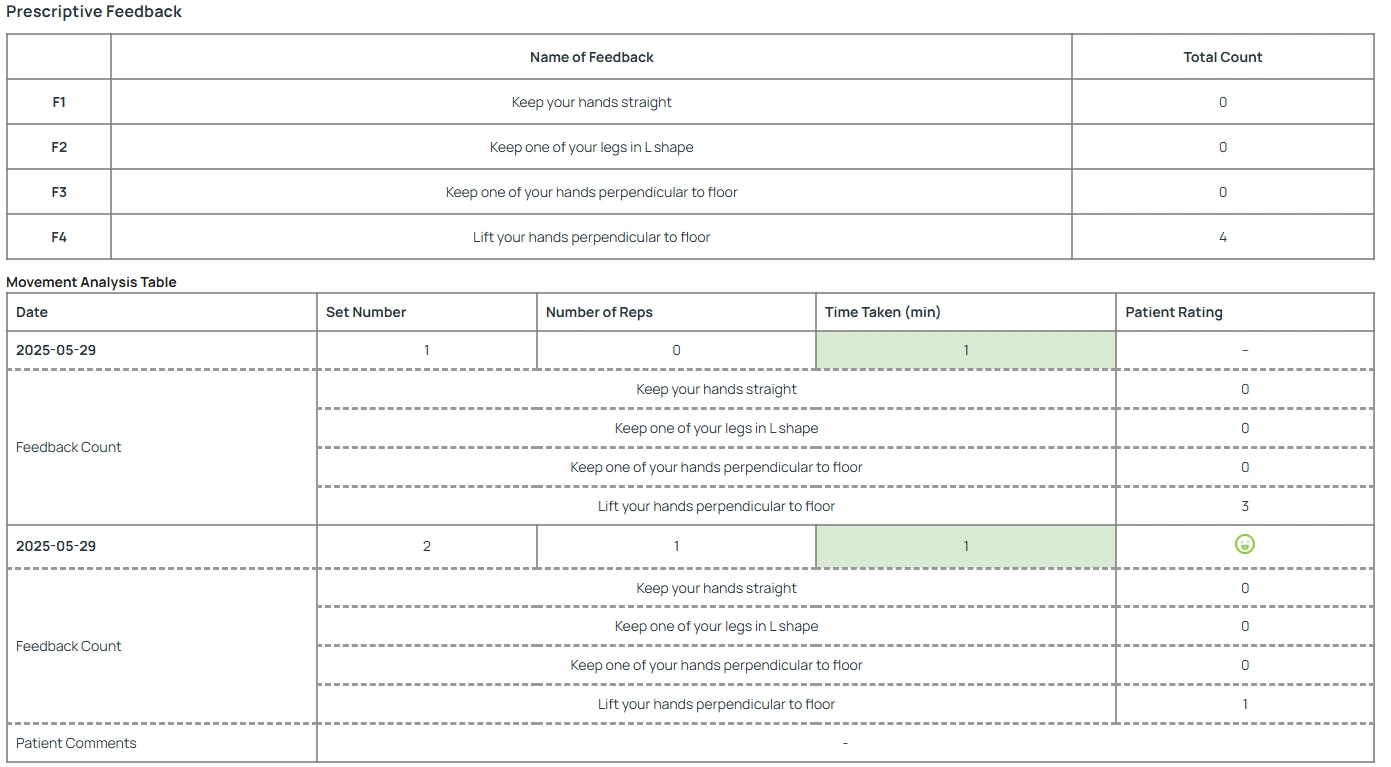 Prescriptive Feedback
Name of Feedback Total Count
F1 Keep your hands straight 0
F2 Keep one of your legs in L shape 0
F3 Keep one of your hands perpendicular to floor 0
F4 Lift your hands perpendicular to floor 4
Movement Analysis Table
Date Set Number Number of Reps Time Taken (min) Patient Rating
2025-05-29 1 0 1 –
Feedback Count
Keep your hands straight 0
Keep one of your legs in L shape 0
Keep one of your hands perpendicular to floor 0
Lift your hands perpendicular to floor 3
2025-05-29 2 1 1
Feedback Count
Keep your hands straight 0
Keep one of your legs in L shape 0
Keep one of your hands perpendicular to floor 0
Lift your hands perpendicular to floor 1
Patient Comments -